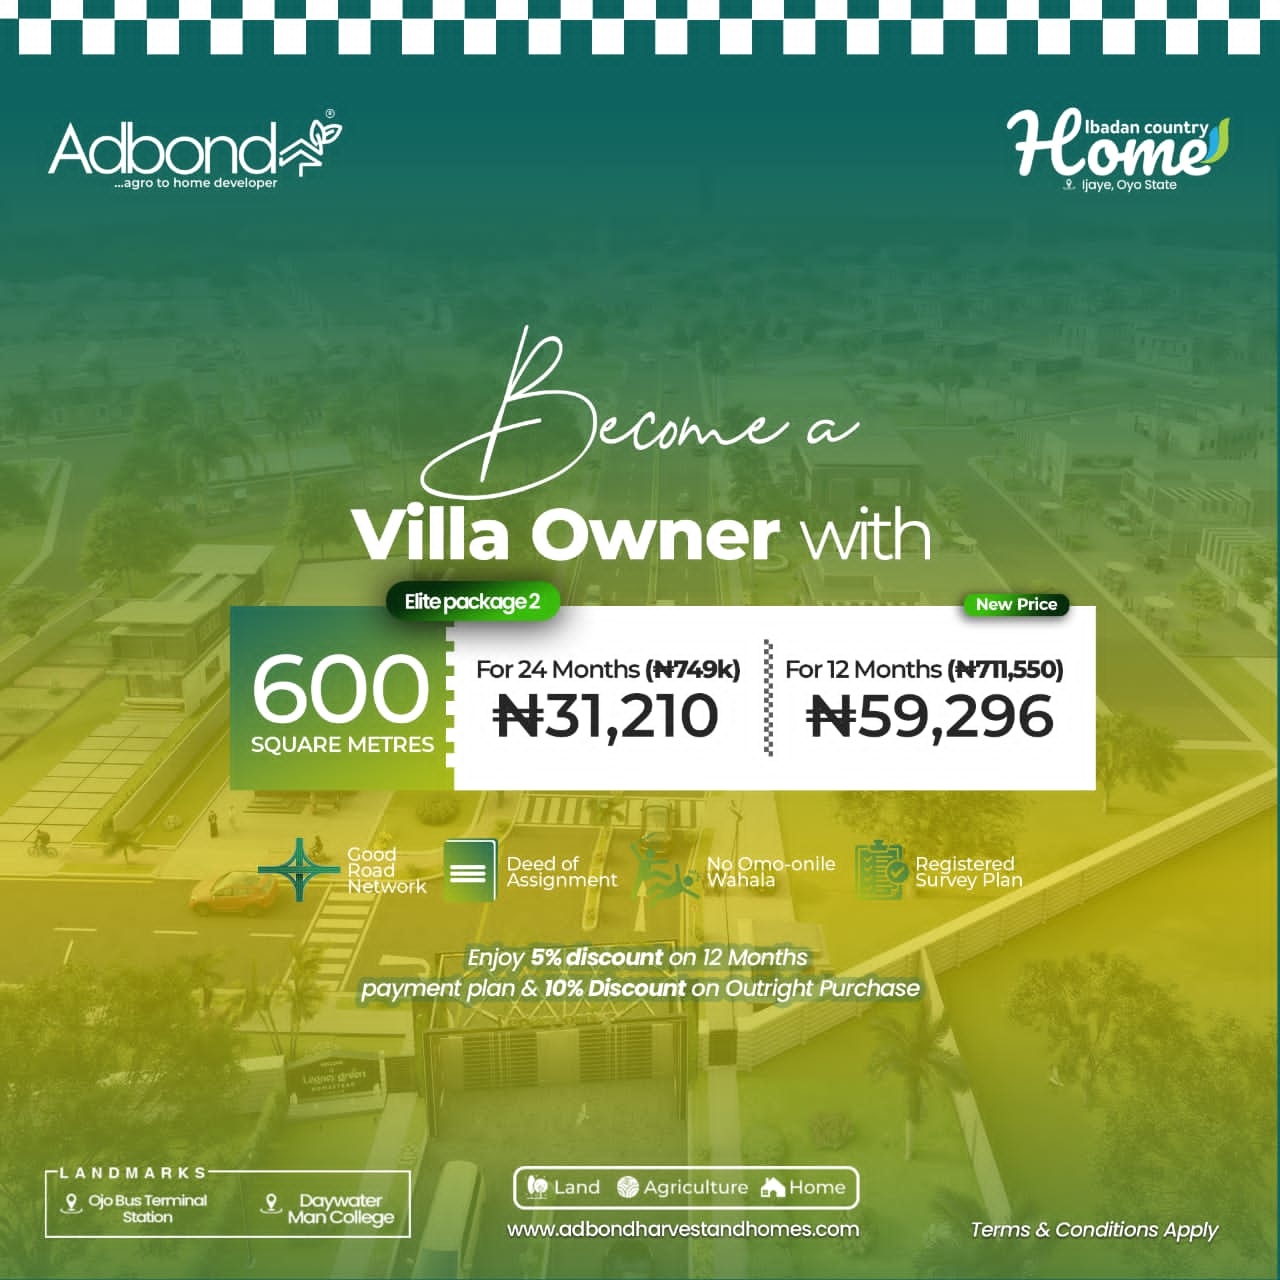 Adbond®
...agro to home developer
Ibadan country
Home
Ijaye, Oyo State
Become a
Villa Owner with
Elite package 2
New Price
600
SQUARE METRES
For 24 Months (₦749k)
₦31,210
For 12 Months (₦711,550)
₦59,296
Good
Road
Network
Deed of
Assignment
No Omo-onile
Wahala
Registered
Survey Plan
Enjoy 5% discount on 12 Months
payment plan & 10% Discount on Outright Purchase
Legacy green
HOMESTEAD
LANDMARKS
Ojo Bus Terminal
Station
Daywater
Man College
Land Agriculture Home
www.adbondharvestandhomes.com
Terms & Conditions Apply